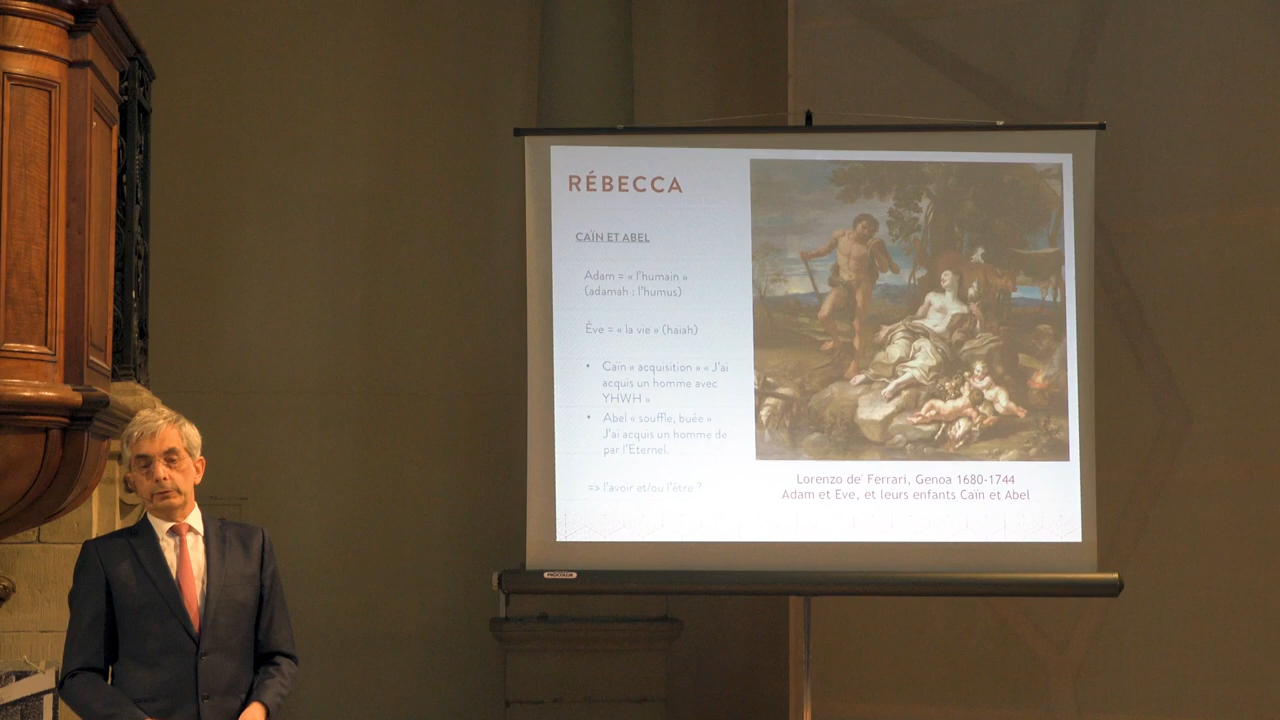 RÉBECCA
CAÏN ET ABEL
Adam = « l'humain »
(adamah : l'humus)
Ève = « la vie » (haiah)
• Caïn « acquisition » « J'ai
acquis un homme avec
YHWH »
• Abel « souffle, buée »
J'ai acquis un homme de
par l'Eternel.
=> l'avoir et/ou l'être ?
Lorenzo de' Ferrari, Genoa 1680-1744
Adam et Eve, et leurs enfants Caïn et Abel
PROCOLOR